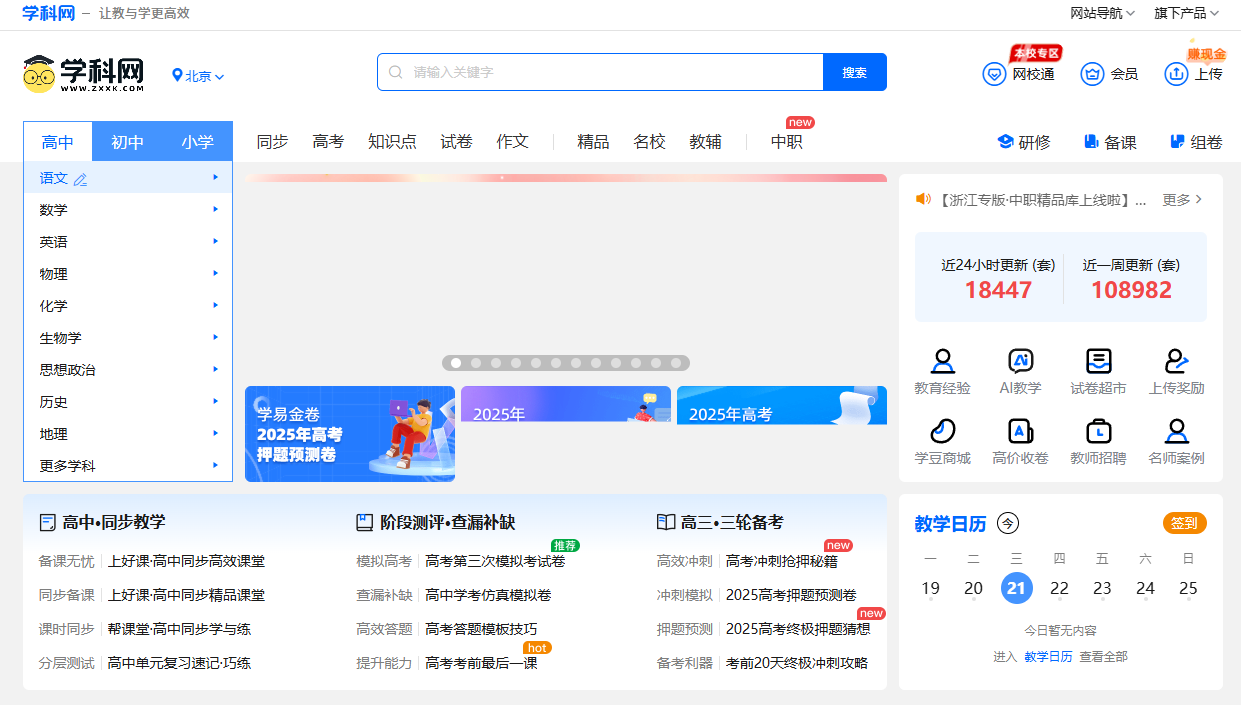 学科网 — 让教与学更高效
网站导航 旗下产品
学科网
WWW.ZXXK.COM
北京
请输入关键字
搜索
本校专区
网校通
会员
赚现金
上传
高中 初中 小学
同步 高考 知识点 试卷 作文 精品 名校 教辅 中职
new
研修 备课 组卷
语文
数学
英语
物理
化学
生物学
思想政治
历史
地理
更多学科
学易金卷
2025年高考
押题预测卷
2025年
2025年高考
【浙江专版·中职精品库上线啦】... 更多
近24小时更新 (套)
18447
近一周更新 (套)
108982
教育经验 AI教学 试卷超市 上传奖励
学豆商城 高价收卷 教师招聘 名师案例
高中•同步教学
备课无忧 上好课·高中同步高效课堂
同步备课 上好课·高中同步精品课堂
课时同步 帮课堂·高中同步学与练
分层测试 高中单元复习速记·巧练
阶段测评•查漏补缺
推荐
模拟高考 高考第三次模拟考试卷
查漏补缺 高中学考仿真模拟卷
高效答题 高考答题模板技巧
hot
提升能力 高考考前最后一课
高三•三轮备考
new
高效冲刺 高考冲刺抢押秘籍
冲刺模拟 2025高考押题预测卷
new
押题预测 2025高考终极押题猜想
备考利器 考前20天终极冲刺攻略
教学日历 今 签到
一 二 三 四 五 六 日
19 20 21 22 23 24 25
今日暂无内容
进入 教学日历 查看全部